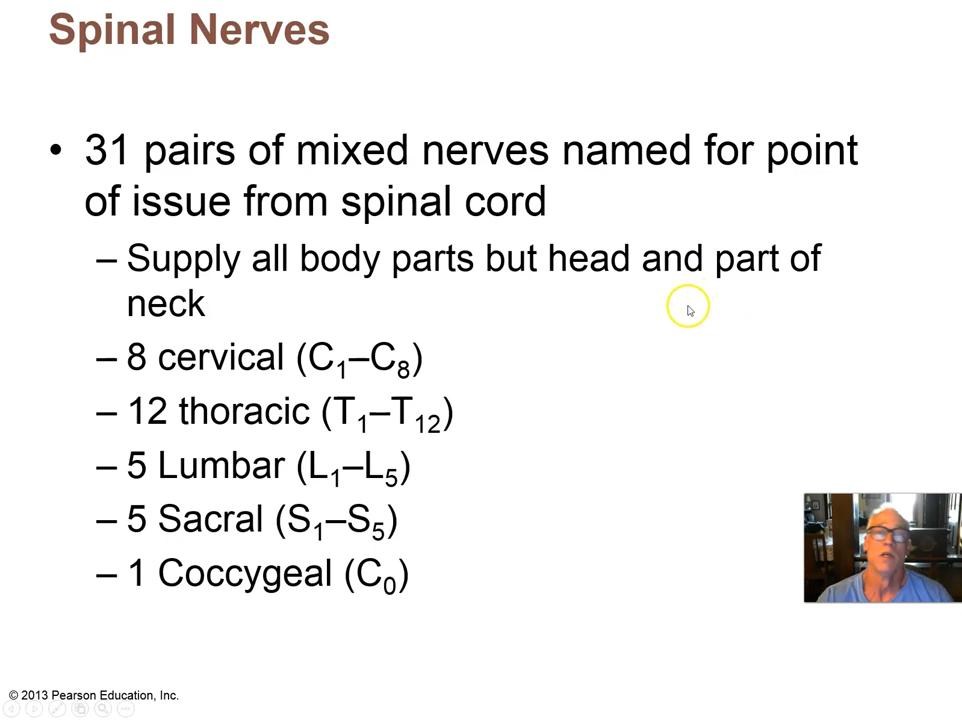 Spinal Nerves
• 31 pairs of mixed nerves named for point
of issue from spinal cord
– Supply all body parts but head and part of
neck
– 8 cervical (C₁–C₈)
– 12 thoracic (T₁–T₁₂)
– 5 Lumbar (L₁–L₅)
– 5 Sacral (S₁–S₅)
– 1 Coccygeal (C₀)
© 2013 Pearson Education, Inc.